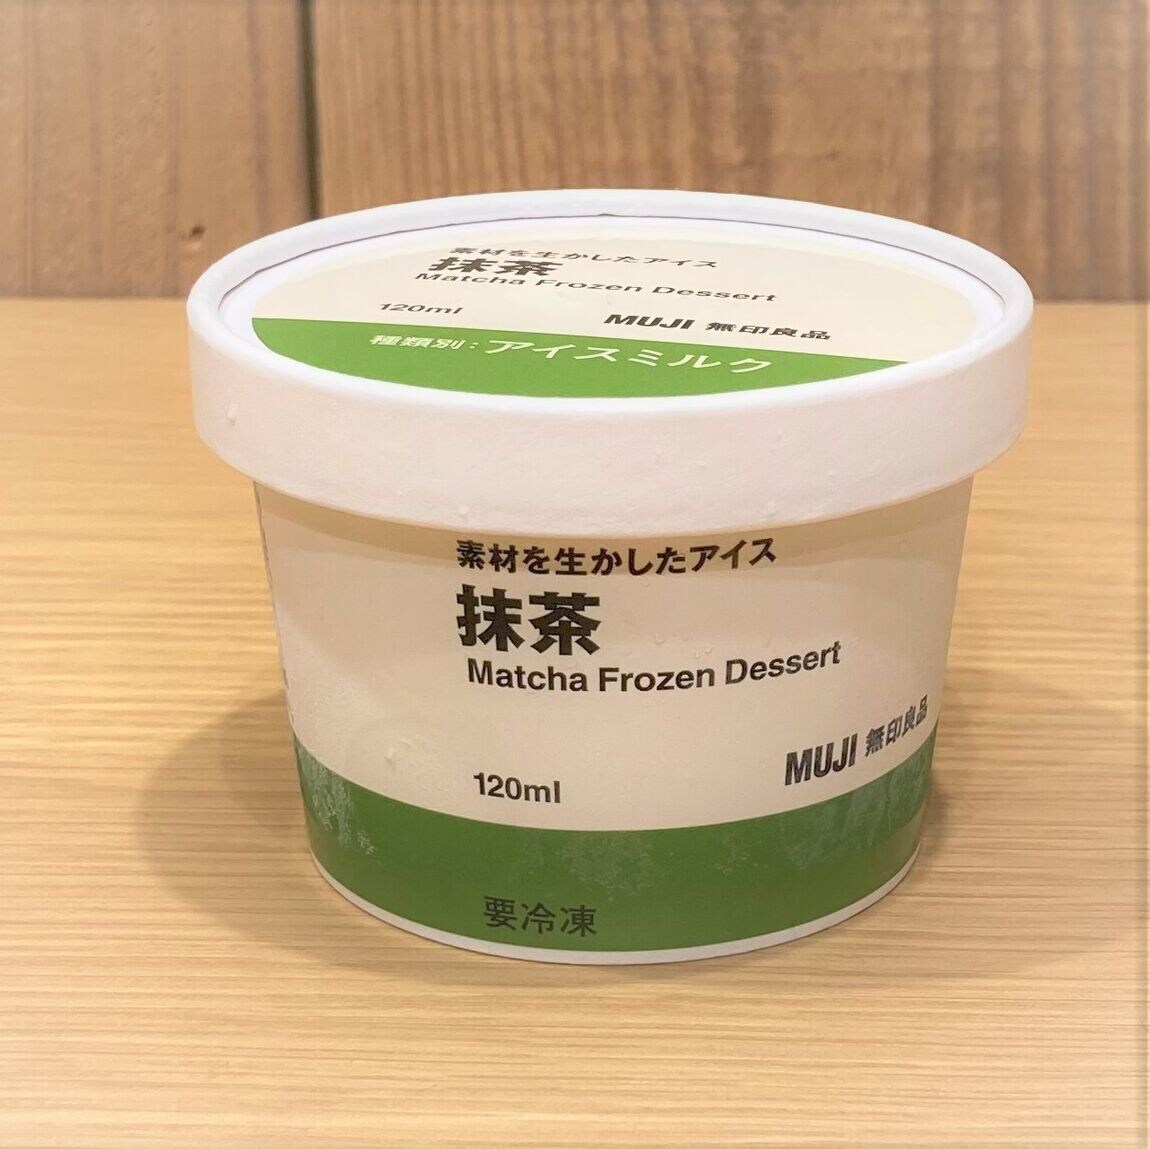 素材を生かしたアイス
抹茶
Matcha Frozen Dessert
120ml
MUJI 無印良品
種類別:アイスミルク
素材を生かしたアイス
抹茶
Matcha Frozen Dessert
MUJI 無印良品
120ml
要冷凍